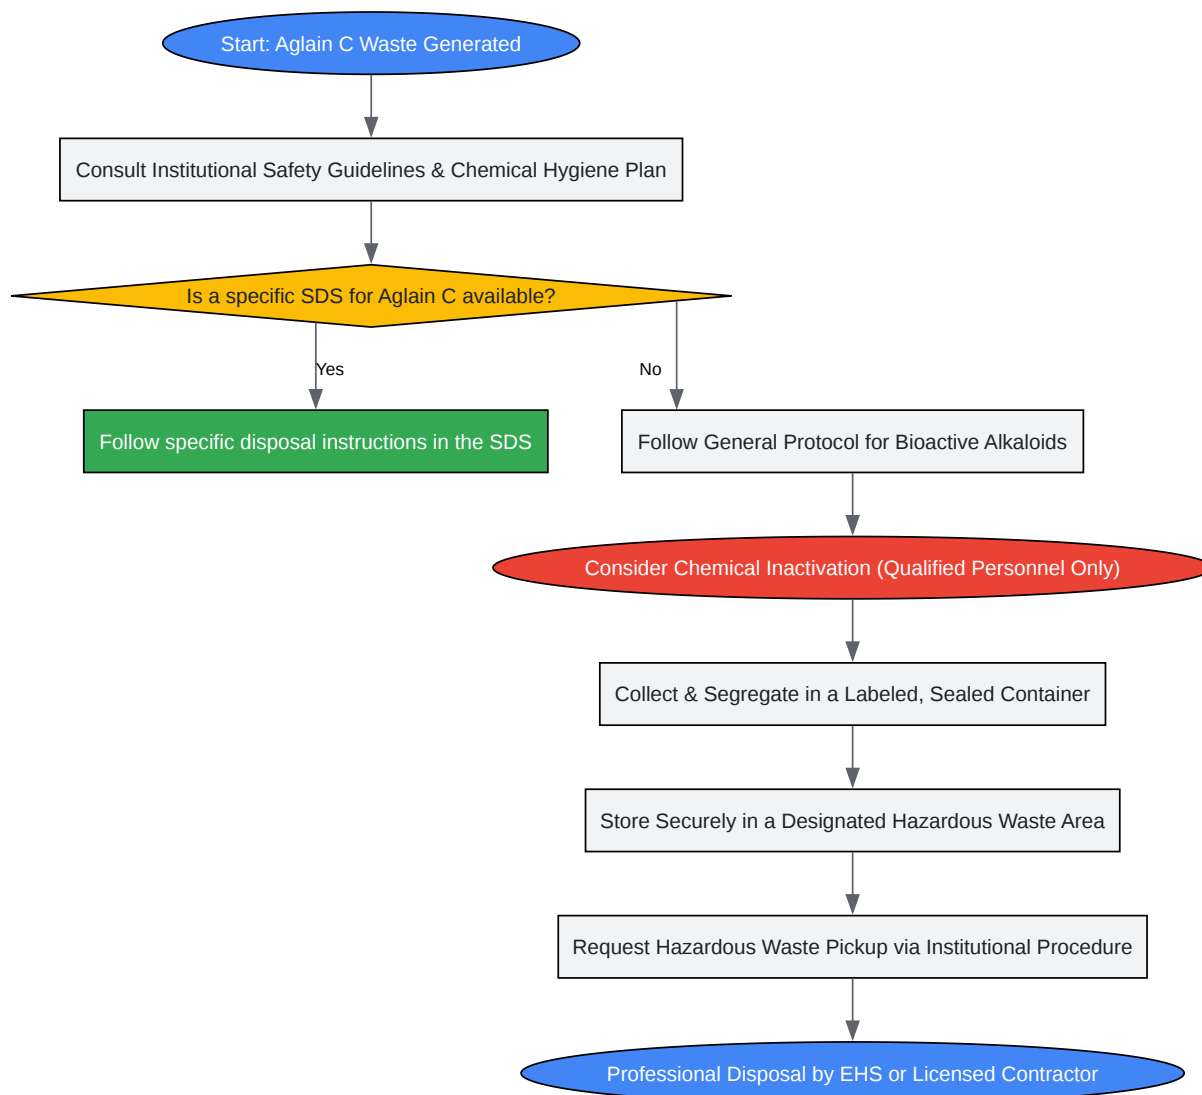 Start: Aglain C Waste Generated
Consult Institutional Safety Guidelines & Chemical Hygiene Plan
Is a specific SDS for Aglain C available?
Yes
No
Follow specific disposal instructions in the SDS
Follow General Protocol for Bioactive Alkaloids
Consider Chemical Inactivation (Qualified Personnel Only)
Collect & Segregate in a Labeled, Sealed Container
Store Securely in a Designated Hazardous Waste Area
Request Hazardous Waste Pickup via Institutional Procedure
Professional Disposal by EHS or Licensed Contractor